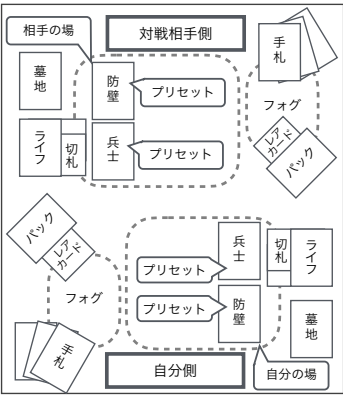 相手の場
対戦相手側
手札
墓地
防壁
プリセット
フォグ
ライフ
切札
兵士
プリセット
レアカード
パック
パック
レアカード
フォグ
手札
兵士
切札
ライフ
プリセット
プリセット
防壁
墓地
自分側
自分の場